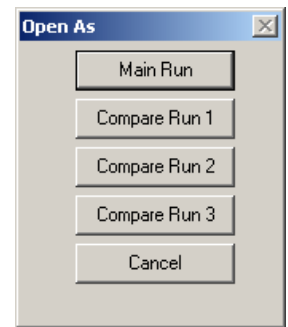 Open As
Main Run
Compare Run 1
Compare Run 2
Compare Run 3
Cancel